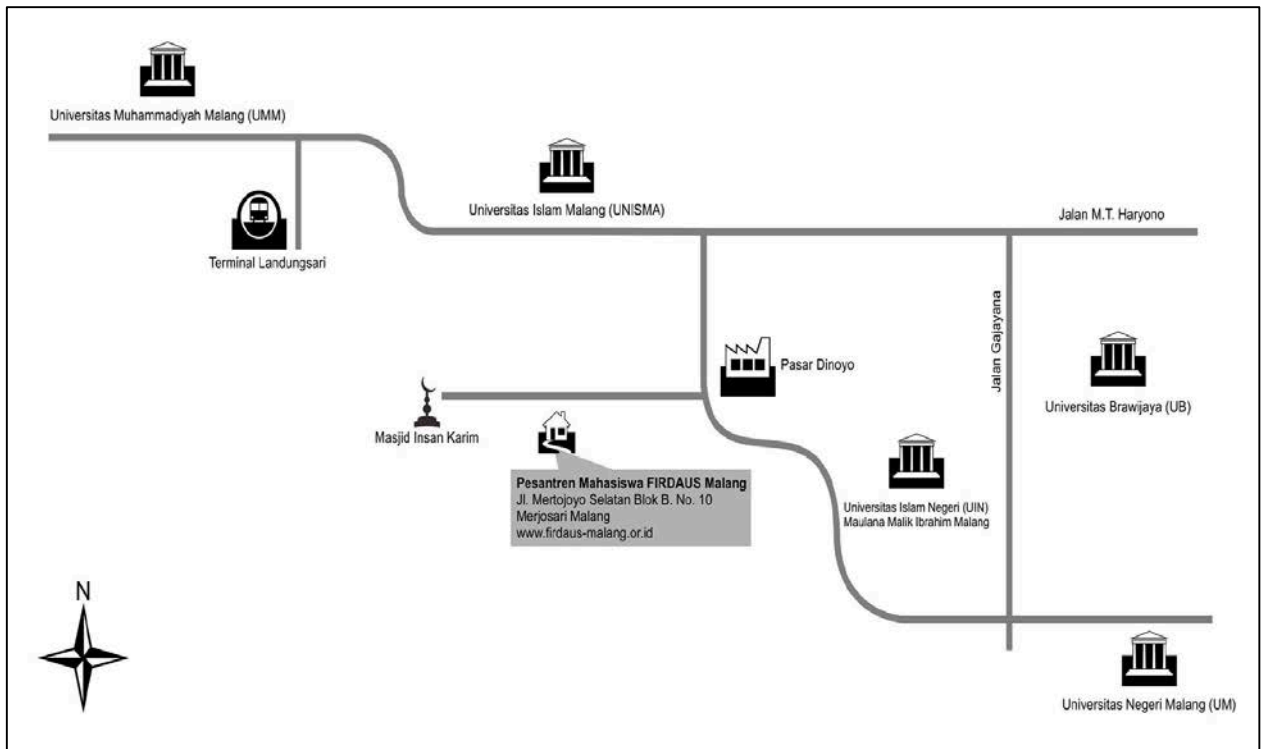 Universitas Muhammadiyah Malang (UMM)
Universitas Islam Malang (UNISMA)
Jalan M.T. Haryono
Terminal Landungsari
Jalan Gajayana
Pasar Dinoyo
Universitas Brawijaya (UB)
Masjid Insan Karim
Pesantren Mahasiswa FIRDAUS Malang
Jl. Mertojoyo Selatan Blok B. No. 10
Merjosari Malang
www.firdaus-malang.or.id
Universitas Islam Negeri (UIN)
Maulana Malik Ibrahim Malang
N
Universitas Negeri Malang (UM)